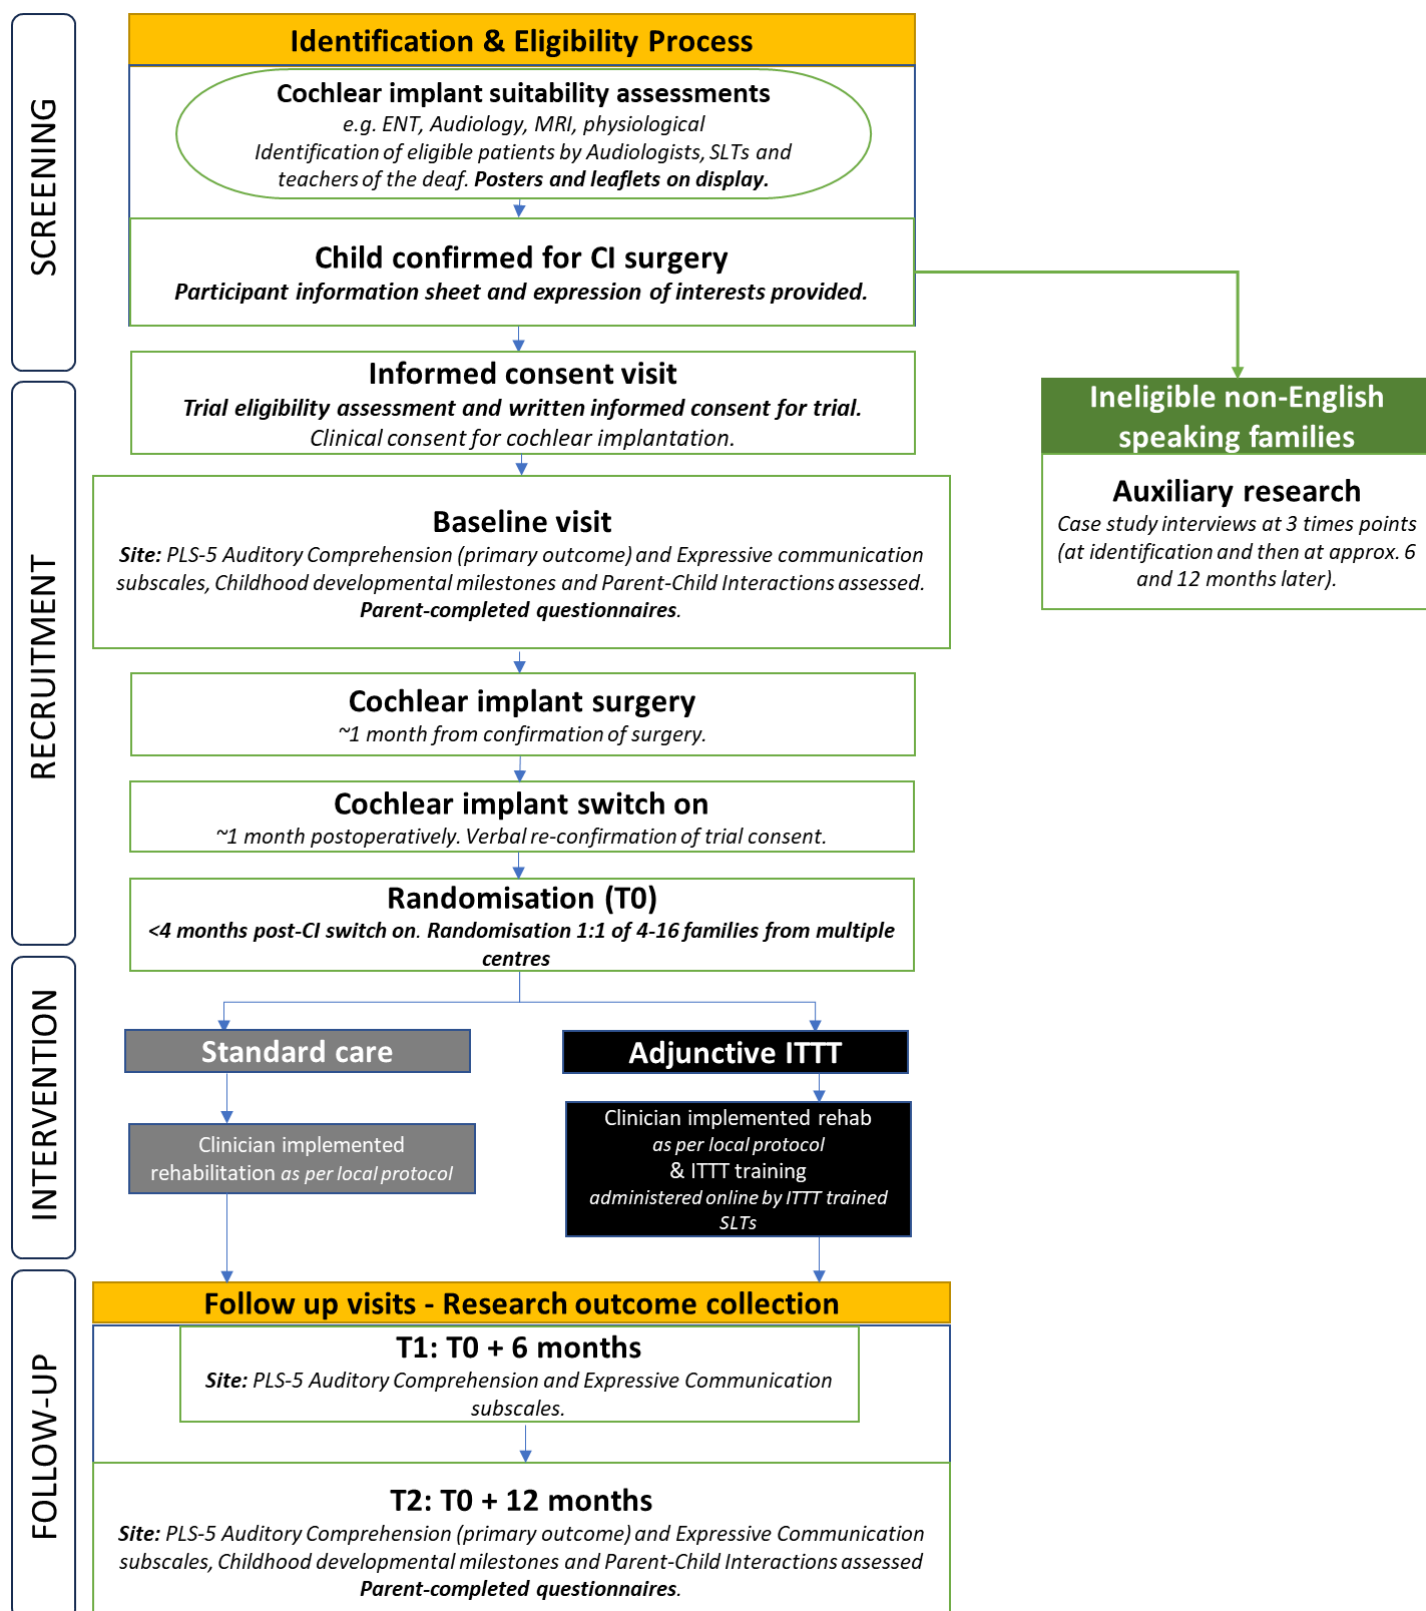 SCREENING
Identification & Eligibility Process
Cochlear implant suitability assessments
e.g. ENT, Audiology, MRI, physiological
Identification of eligible patients by Audiologists, SLTs and
teachers of the deaf. Posters and leaflets on display.
Child confirmed for CI surgery
Participant information sheet and expression of interests provided.
RECRUITMENT
Informed consent visit
Trial eligibility assessment and written informed consent for trial.
Clinical consent for cochlear implantation.
Ineligible non-English
speaking families
Auxiliary research
Case study interviews at 3 times points
(at identification and then at approx. 6
and 12 months later).
Baseline visit
Site: PLS-5 Auditory Comprehension (primary outcome) and Expressive communication
subscales, Childhood developmental milestones and Parent-Child Interactions assessed.
Parent-completed questionnaires.
Cochlear implant surgery
~1 month from confirmation of surgery.
Cochlear implant switch on
~1 month postoperatively. Verbal re-confirmation of trial consent.
Randomisation (T0)
<4 months post-CI switch on. Randomisation 1:1 of 4-16 families from multiple
centres
INTERVENTION
Standard care
Clinician implemented
rehabilitation as per local protocol
Adjunctive ITTT
Clinician implemented rehab
as per local protocol
& ITTT training
administered online by ITTT trained
SLTs
FOLLOW-UP
Follow up visits - Research outcome collection
T1: T0 + 6 months
Site: PLS-5 Auditory Comprehension and Expressive Communication
subscales.
T2: T0 + 12 months
Site: PLS-5 Auditory Comprehension (primary outcome) and Expressive Communication
subscales, Childhood developmental milestones and Parent-Child Interactions assessed
Parent-completed questionnaires.